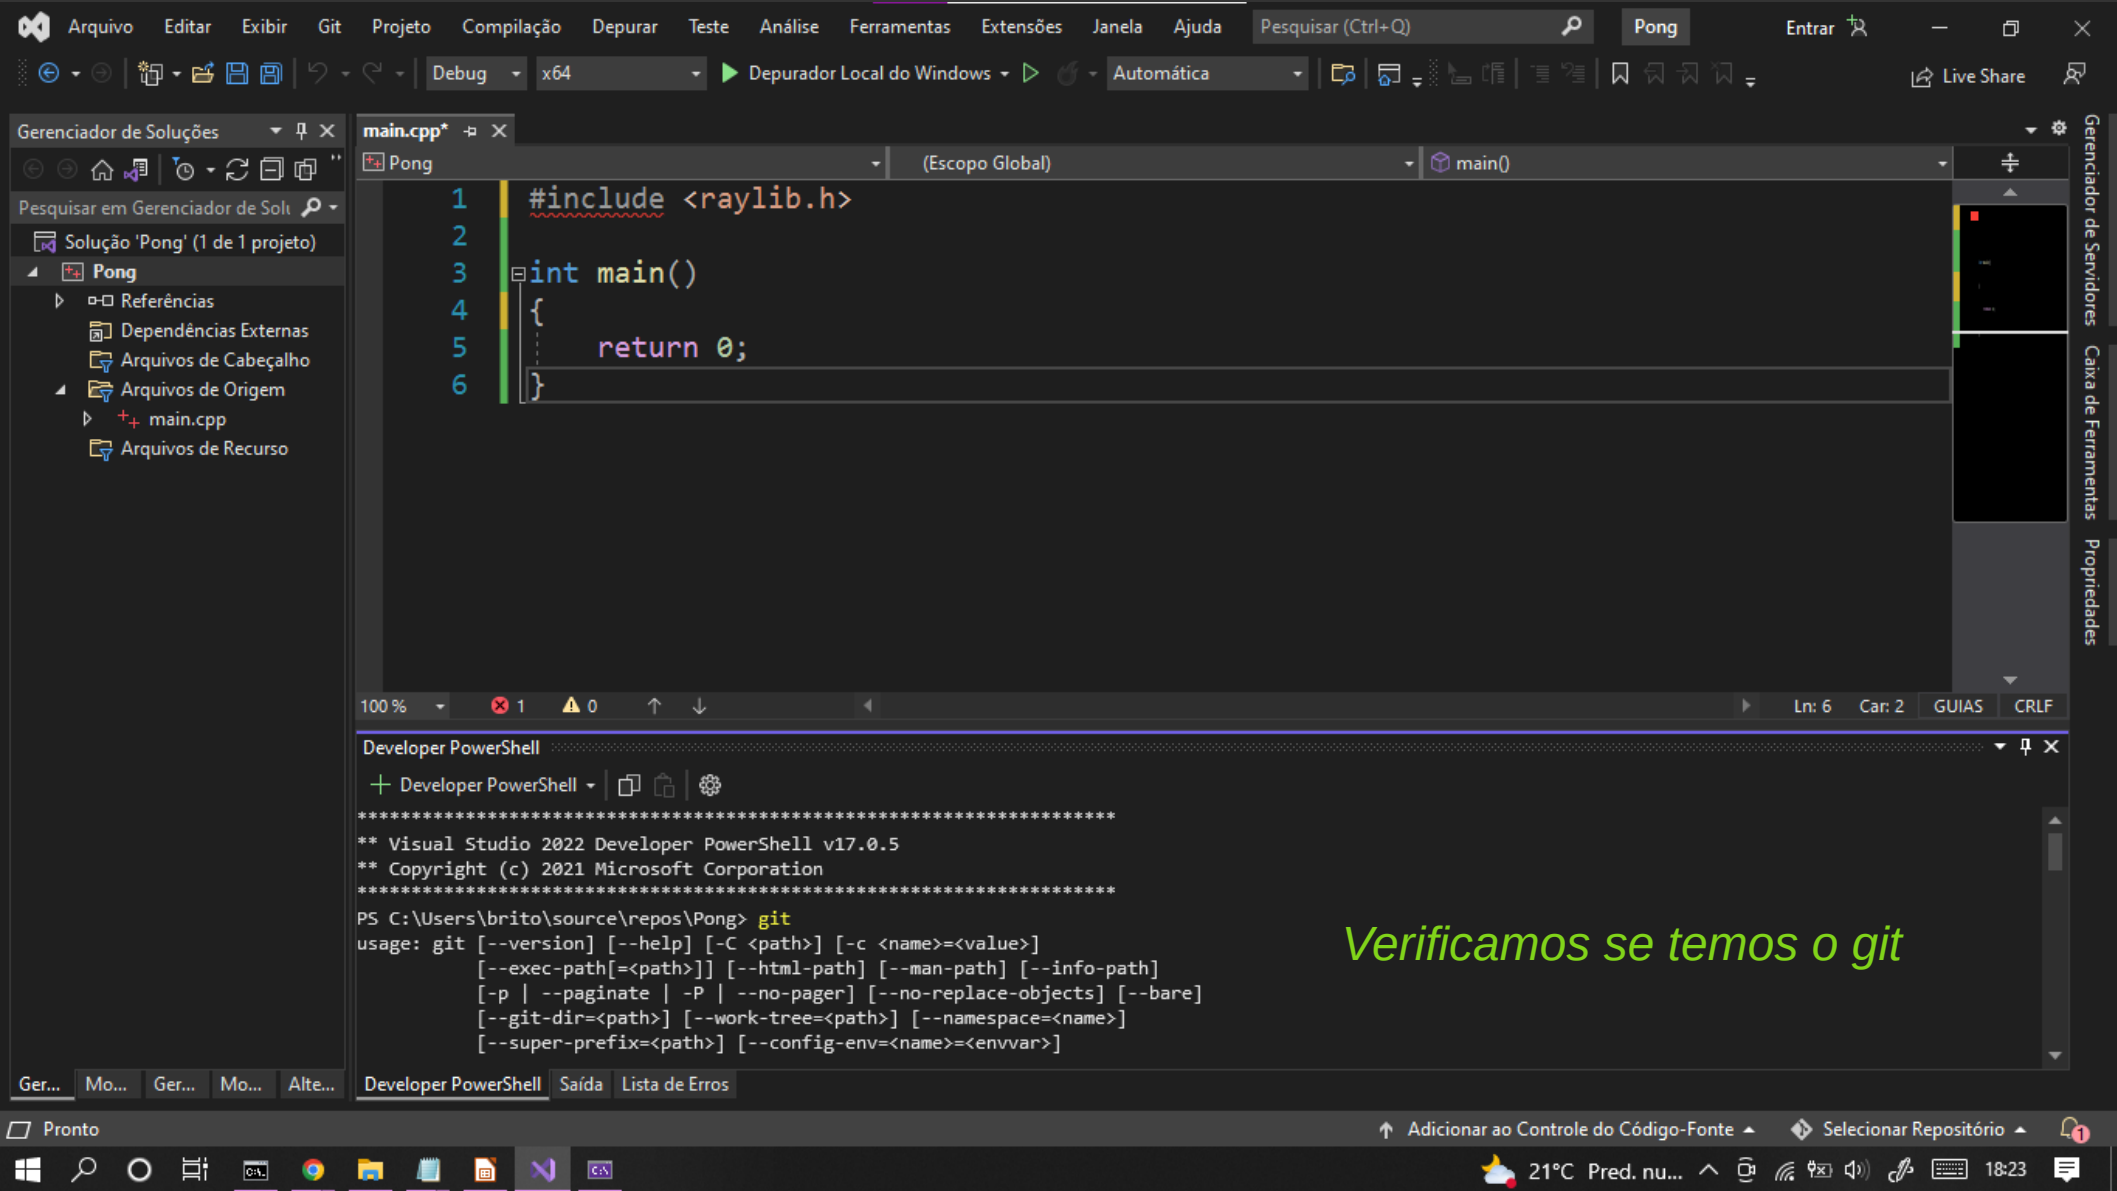 Arquivo Editar Exibir Git Projeto Compilação Depurar Teste Análise Ferramentas Extensões Janela Ajuda Pesquisar (Ctrl+Q) Pong Entrar
Debug x64 Depurador Local do Windows Automática Live Share
Gerenciador de Soluções
Pesquisar em Gerenciador de Solu
Solução 'Pong' (1 de 1 projeto)
Pong
Referências
Dependências Externas
Arquivos de Cabeçalho
Arquivos de Origem
main.cpp
Arquivos de Recurso
Ger... Mo... Ger... Mo... Alte...
main.cpp*
Pong (Escopo Global) main()
1 #include <raylib.h>
2
3 int main()
4 {
5 return 0;
6 }
100 % 1 0 Ln: 6 Car: 2 GUIAS CRLF
Gerenciador de Servidores
Caixa de Ferramentas
Propriedades
Developer PowerShell
Developer PowerShell
**********************************************************************
** Visual Studio 2022 Developer PowerShell v17.0.5
** Copyright (c) 2021 Microsoft Corporation
**********************************************************************
PS C:\Users\brito\source\repos\Pong> git
usage: git [--version] [--help] [-C <path>] [-c <name>=<value>]
[--exec-path[=<path>]] [--html-path] [--man-path] [--info-path]
[-p | --paginate | -P | --no-pager] [--no-replace-objects] [--bare]
[--git-dir=<path>] [--work-tree=<path>] [--namespace=<name>]
[--super-prefix=<path>] [--config-env=<name>=<envvar>]
Verificamos se temos o git
Developer PowerShell Saída Lista de Erros
Pronto Adicionar ao Controle do Código-Fonte Selecionar Repositório 1
21°C Pred. nu... 18:23